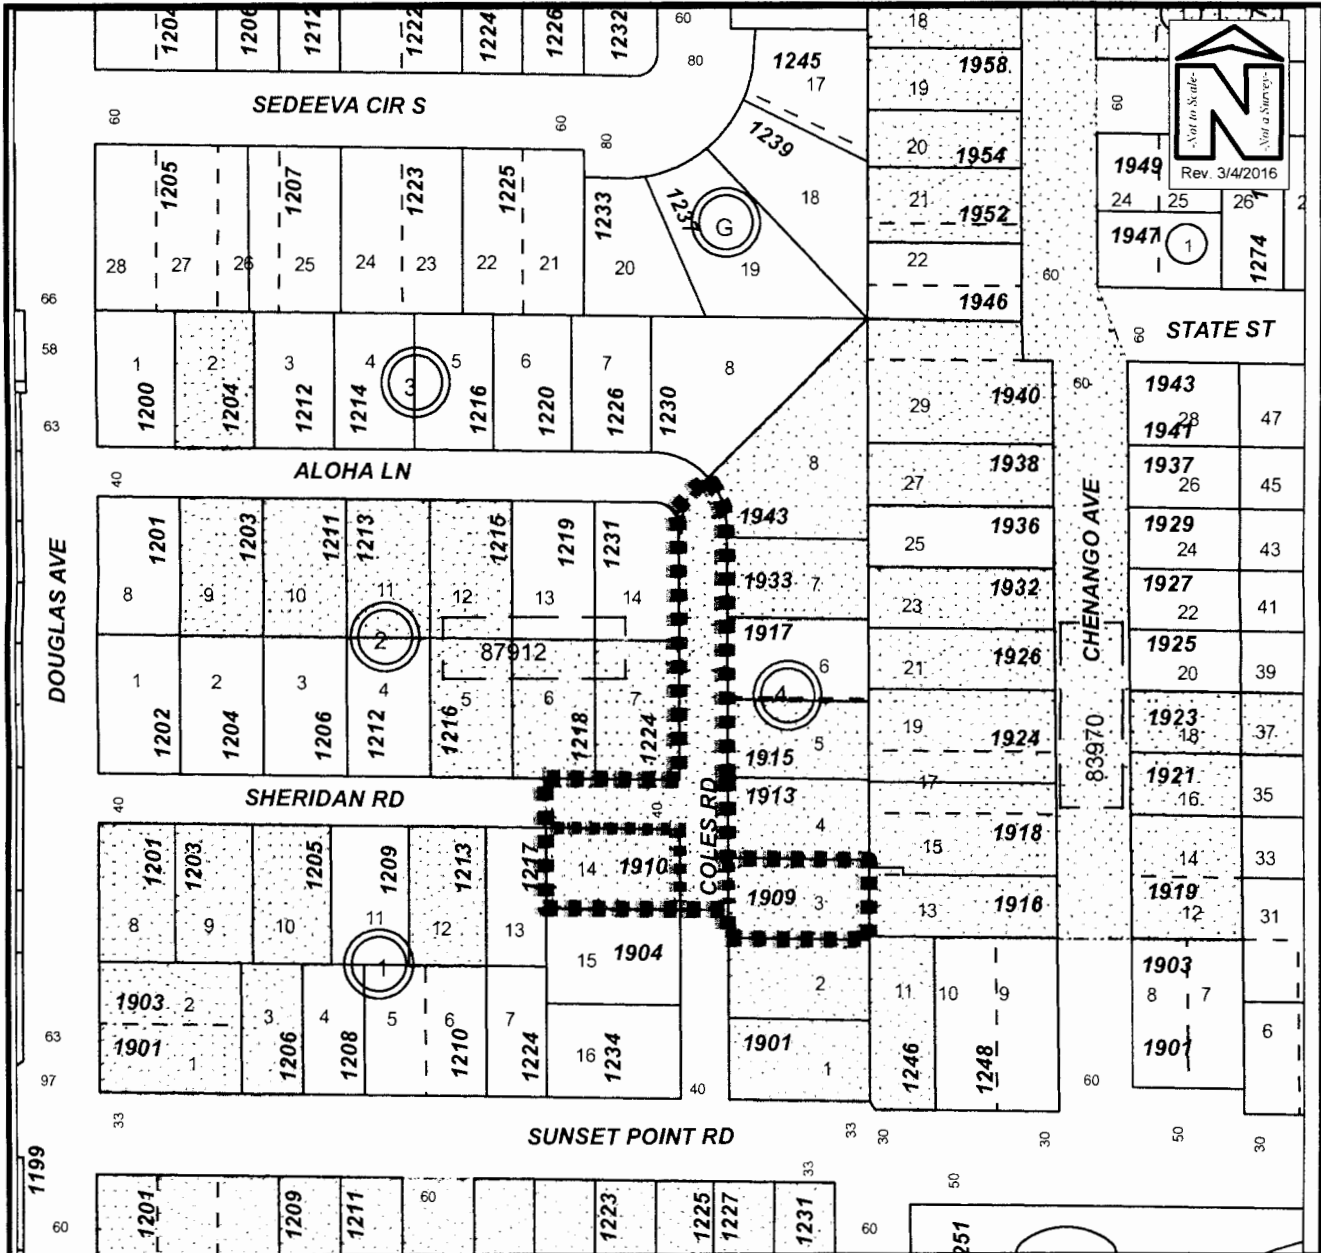 1204 1206 1212 1222 1224 1226 1232 60 18
80 1245 17 1958 19
-Not to Scale- N -Not a Survey-
Rev. 3/4/2016
SEDEEVA CIR S
60 60 80 1239 20 1954 60
1205 1207 1223 1225 1233 1237 G 18 21 1952 1949 24 25 26 2
28 27 26 25 24 23 22 21 20 19 22 1947 1 1274
66 1946 60
60 STATE ST
58 1 2 3 4 5 6 7 8 60 1943
1200 1204 1212 1214 3 1216 1220 1226 1230 29 1940 28 47
63 1941
40 ALOHA LN 8 27 1938 1937 26 45
1201 1203 1211 1213 1215 1219 1231 1943 25 1936 1929 24 43
DOUGLAS AVE
CHENANGO AVE
8 9 10 11 12 13 14 1933 7 23 1932 1927 22 41
2 87912 1917 6 21 1926 1925 20 39
1 2 3 4 5 6 7 4
1202 1204 1206 1212 1216 1218 1224 5 1915 19 1924 83970 1923 18 37
40 SHERIDAN RD 40 COLES RD 1913 4 17 1921 16 35
1201 1203 1205 1209 1213 1217 14 1910 15 1918 14 33
1909 3 13 1916 1919 12 31
8 9 10 11 12 13 15 1904
1 2 11 10 9 1903 8 7
1903 2 3 4 5 6 7
1901 1 1206 1208 1210 1224 16 1234 1901 1 1246 1248 1901 6
63
97 40 60
33 SUNSET POINT RD 33 30 30 50 30
1199 33 50
1201 1209 1211 60 1223 1225 1227 1231
60 60 1251